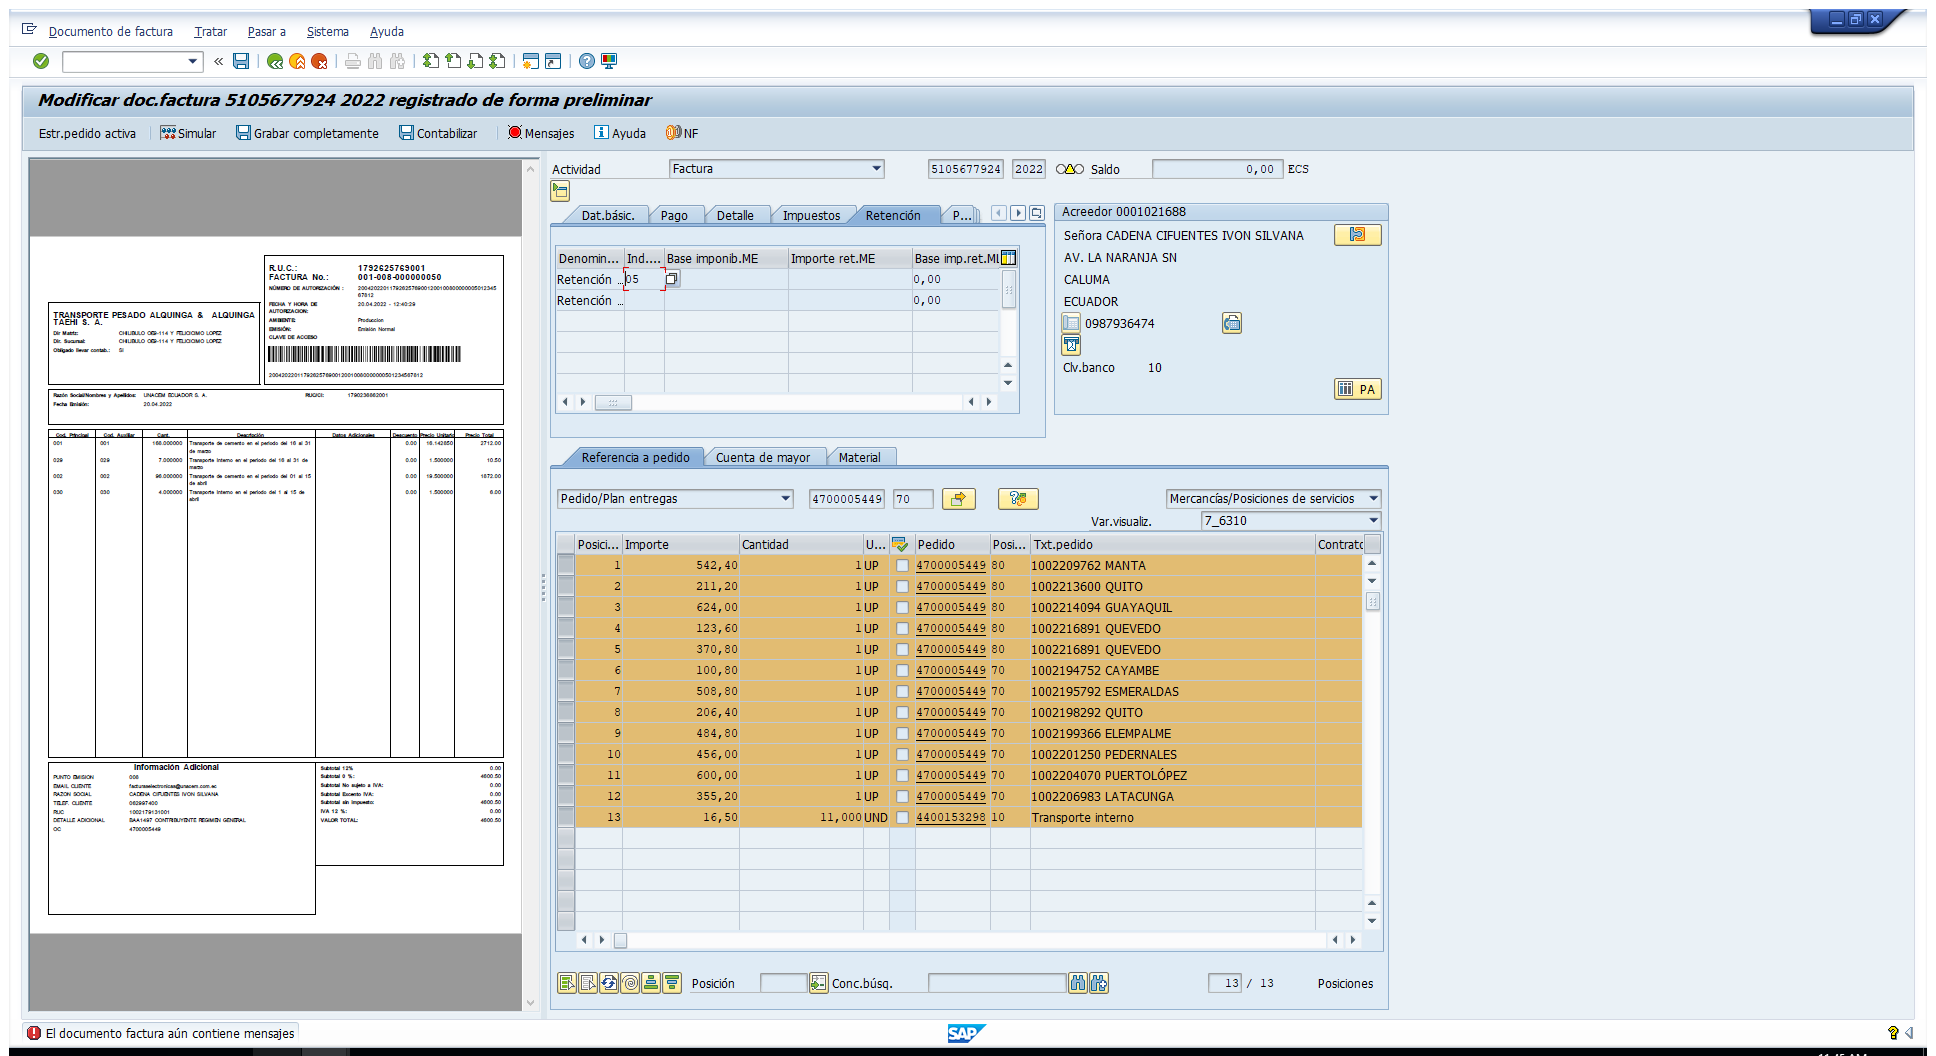 Documento de factura Tratar Pasar a Sistema Ayuda
Modificar doc.factura 5105677924 2022 registrado de forma preliminar
Estr.pedido activa Simular Grabar completamente Contabilizar Mensajes Ayuda NF
R.U.C.: 1792625769001
FACTURA No.: 001-008-000000050
NÚMERO DE AUTORIZACIÓN :
FECHA Y HORA DE AUTORIZACION: 20.04.2022 - 12:40:29
AMBIENTE: Produccion
EMISIÓN: Emisión Normal
CLAVE DE ACCESO
TRANSPORTE PESADO ALQUINGA & ALQUINGA
TAEHI S. A.
Dir Matriz: CHILIBULO OE9-114 Y FELICICIMO LOPEZ
Dir. Sucursal: CHILIBULO OE9-114 Y FELICICIMO LOPEZ
Obligado llevar contab.: SI
Razón Social/Nombres y Apellidos: UNACEM ECUADOR S. A. RUC/CI: 1790236862001
Fecha Emisión: 20.04.2022
Cod. Principal Cod. Auxiliar Cant. Descripción Datos Adicionales Descuento Precio Unitario Precio Total
001 001 168.000000 Transporte de cemento en el periodo del 16 al 31 de marzo 0.00 16.142850 2712.00
029 029 7.000000 Transporte interno en el periodo del 16 al 31 de marzo 0.00 1.500000 10.50
002 002 96.000000 Transporte de cemento en el periodo del 01 al 15 de abril 0.00 19.500000 1872.00
030 030 4.000000 Transporte interno en el periodo del 1 al 15 de abril 0.00 1.500000 6.00
Información Adicional
PUNTO EMISION 008
EMAIL CLIENTE facturaselectronicas@unacem.com.ec
RAZON SOCIAL CADENA CIFUENTES IVON SILVANA
TELEF. CLIENTE 062997400
RUC 1002179131001
DETALLE ADICIONAL BAA1497 CONTRIBUYENTE REGIMEN GENERAL
OC 4700005449
Subtotal 12% 0.00
Subtotal 0 %: 4600.50
Subtotal No sujeto a IVA: 0.00
Subtotal Excento IVA: 0.00
Subtotal sin Impuesto: 4600.50
IVA 12 %: 0.00
VALOR TOTAL: 4600.50
Actividad Factura 5105677924 2022 Saldo 0,00 ECS
Dat.básic. Pago Detalle Impuestos Retención P...
Denomin... Ind.... Base imponib.ME Importe ret.ME Base imp.ret.ML
Retención ... 05 0,00
Retención ... 0,00
Acreedor 0001021688
Señora CADENA CIFUENTES IVON SILVANA
AV. LA NARANJA SN
CALUMA
ECUADOR
0987936474
Clv.banco 10
PA
Referencia a pedido Cuenta de mayor Material
Pedido/Plan entregas 4700005449 70 Mercancías/Posiciones de servicios
Var.visualiz. 7_6310
Posici... Importe Cantidad U... Pedido Posi... Txt.pedido Contrato
1 542,40 1 UP 4700005449 80 1002209762 MANTA
2 211,20 1 UP 4700005449 80 1002213600 QUITO
3 624,00 1 UP 4700005449 80 1002214094 GUAYAQUIL
4 123,60 1 UP 4700005449 80 1002216891 QUEVEDO
5 370,80 1 UP 4700005449 80 1002216891 QUEVEDO
6 100,80 1 UP 4700005449 70 1002194752 CAYAMBE
7 508,80 1 UP 4700005449 70 1002195792 ESMERALDAS
8 206,40 1 UP 4700005449 70 1002198292 QUITO
9 484,80 1 UP 4700005449 70 1002199366 ELEMPALME
10 456,00 1 UP 4700005449 70 1002201250 PEDERNALES
11 600,00 1 UP 4700005449 70 1002204070 PUERTOLÓPEZ
12 355,20 1 UP 4700005449 70 1002206983 LATACUNGA
13 16,50 11,000 UND 4400153298 10 Transporte interno
Posición Conc.búsq. 13 / 13 Posiciones
El documento factura aún contiene mensajes
SAP